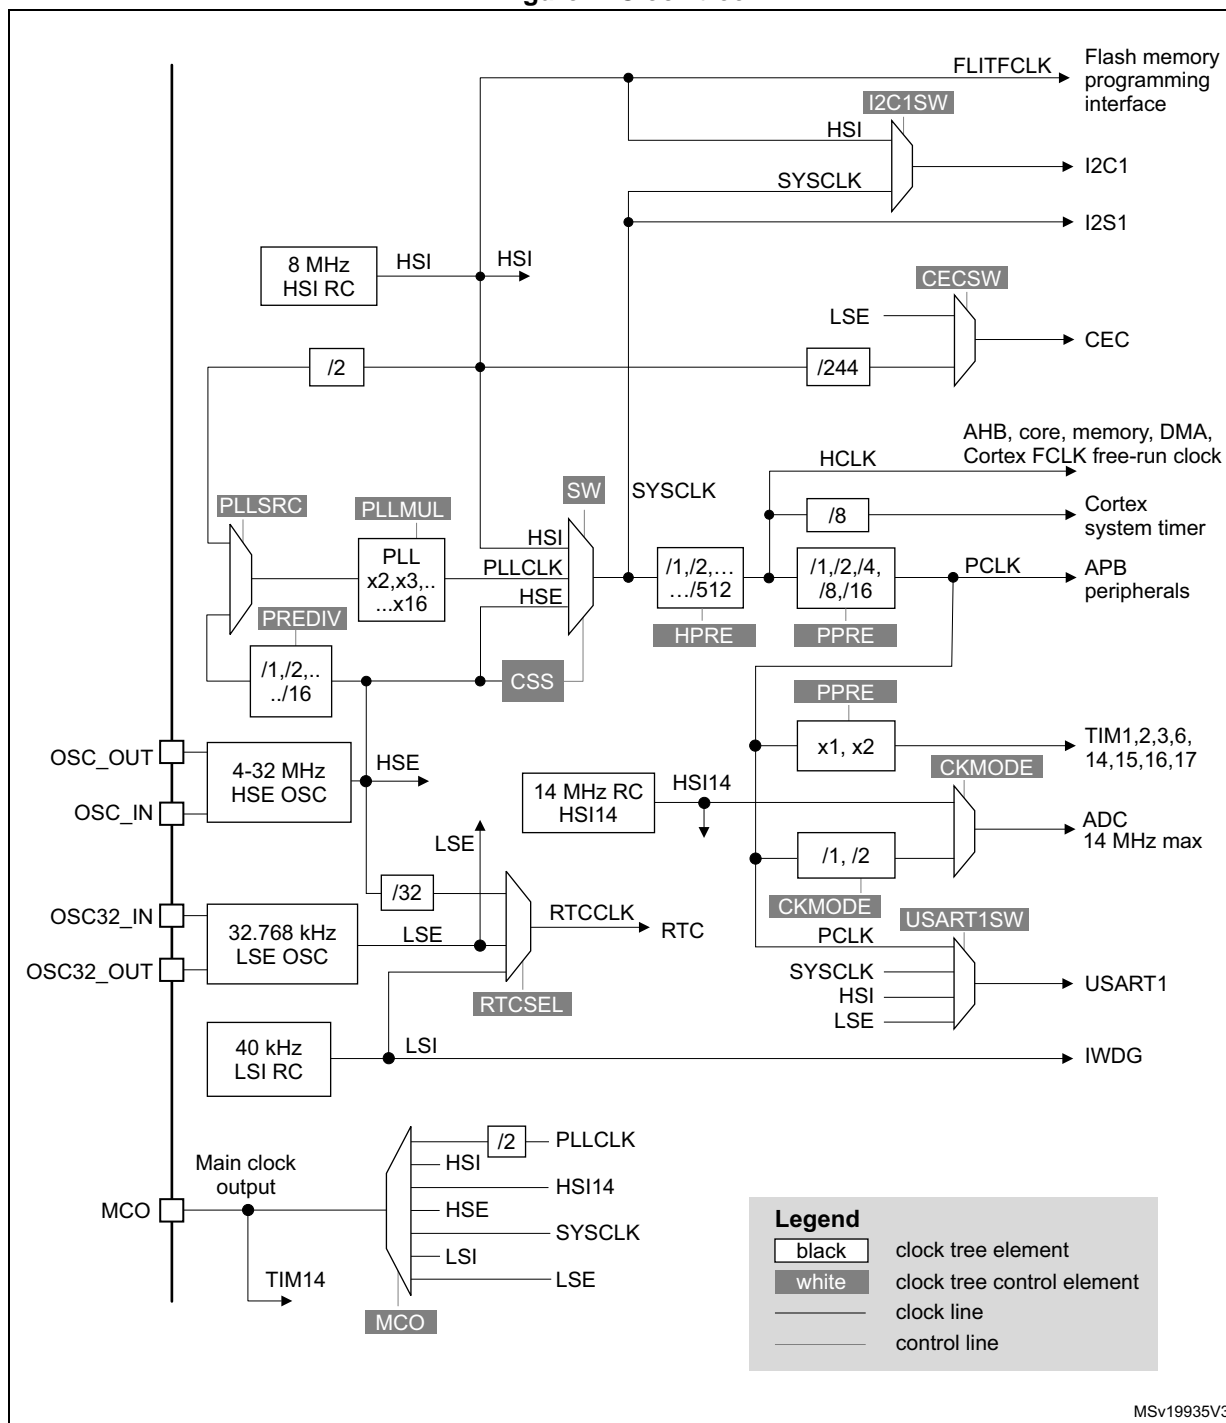 FLITFCLK
Flash memory
programming
interface
I2C1SW
HSI
I2C1
SYSCLK
I2S1
8 MHz
HSI RC
HSI
HSI
CECSW
LSE
CEC
/2
/244
AHB, core, memory, DMA,
Cortex FCLK free-run clock
HCLK
PLLSRC
PLLMUL
SW
SYSCLK
/8
Cortex
system timer
HSI
PLL
x2,x3,..
...x16
PLLCLK
HSE
/1,/2,…
…/512
/1,/2,/4,
/8,/16
PCLK
APB
peripherals
PREDIV
HPRE
PPRE
/1,/2,..
../16
CSS
PPRE
OSC_OUT
OSC_IN
4-32 MHz
HSE OSC
HSE
x1, x2
TIM1,2,3,6,
14,15,16,17
14 MHz RC
HSI14
HSI14
CKMODE
ADC
14 MHz max
LSE
/1, /2
CKMODE
/32
OSC32_IN
OSC32_OUT
32.768 kHz
LSE OSC
LSE
RTCCLK
RTC
RTCSEL
USART1SW
PCLK
SYSCLK
HSI
LSE
USART1
40 kHz
LSI RC
LSI
IWDG
/2
PLLCLK
HSI
HSI14
HSE
SYSCLK
LSI
LSE
Main clock
output
MCO
TIM14
MCO
Legend
black
clock tree element
white
clock tree control element
clock line
control line
MSv19935V3